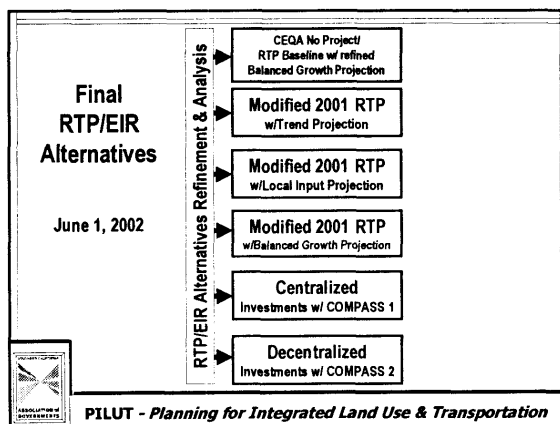 Final
RTP/EIR
Alternatives
June 1, 2002
RTP/EIR Alternatives Refinement & Analysis
CEQA No Project/
RTP Baseline w/ refined
Balanced Growth Projection
Modified 2001 RTP
w/Trend Projection
Modified 2001 RTP
w/Local Input Projection
Modified 2001 RTP
w/Balanced Growth Projection
Centralized
Investments w/ COMPASS 1
Decentralized
Investments w/ COMPASS 2
SOUTHERN CALIFORNIA
ASSOCIATION of
GOVERNMENTS
PILUT - Planning for Integrated Land Use & Transportation